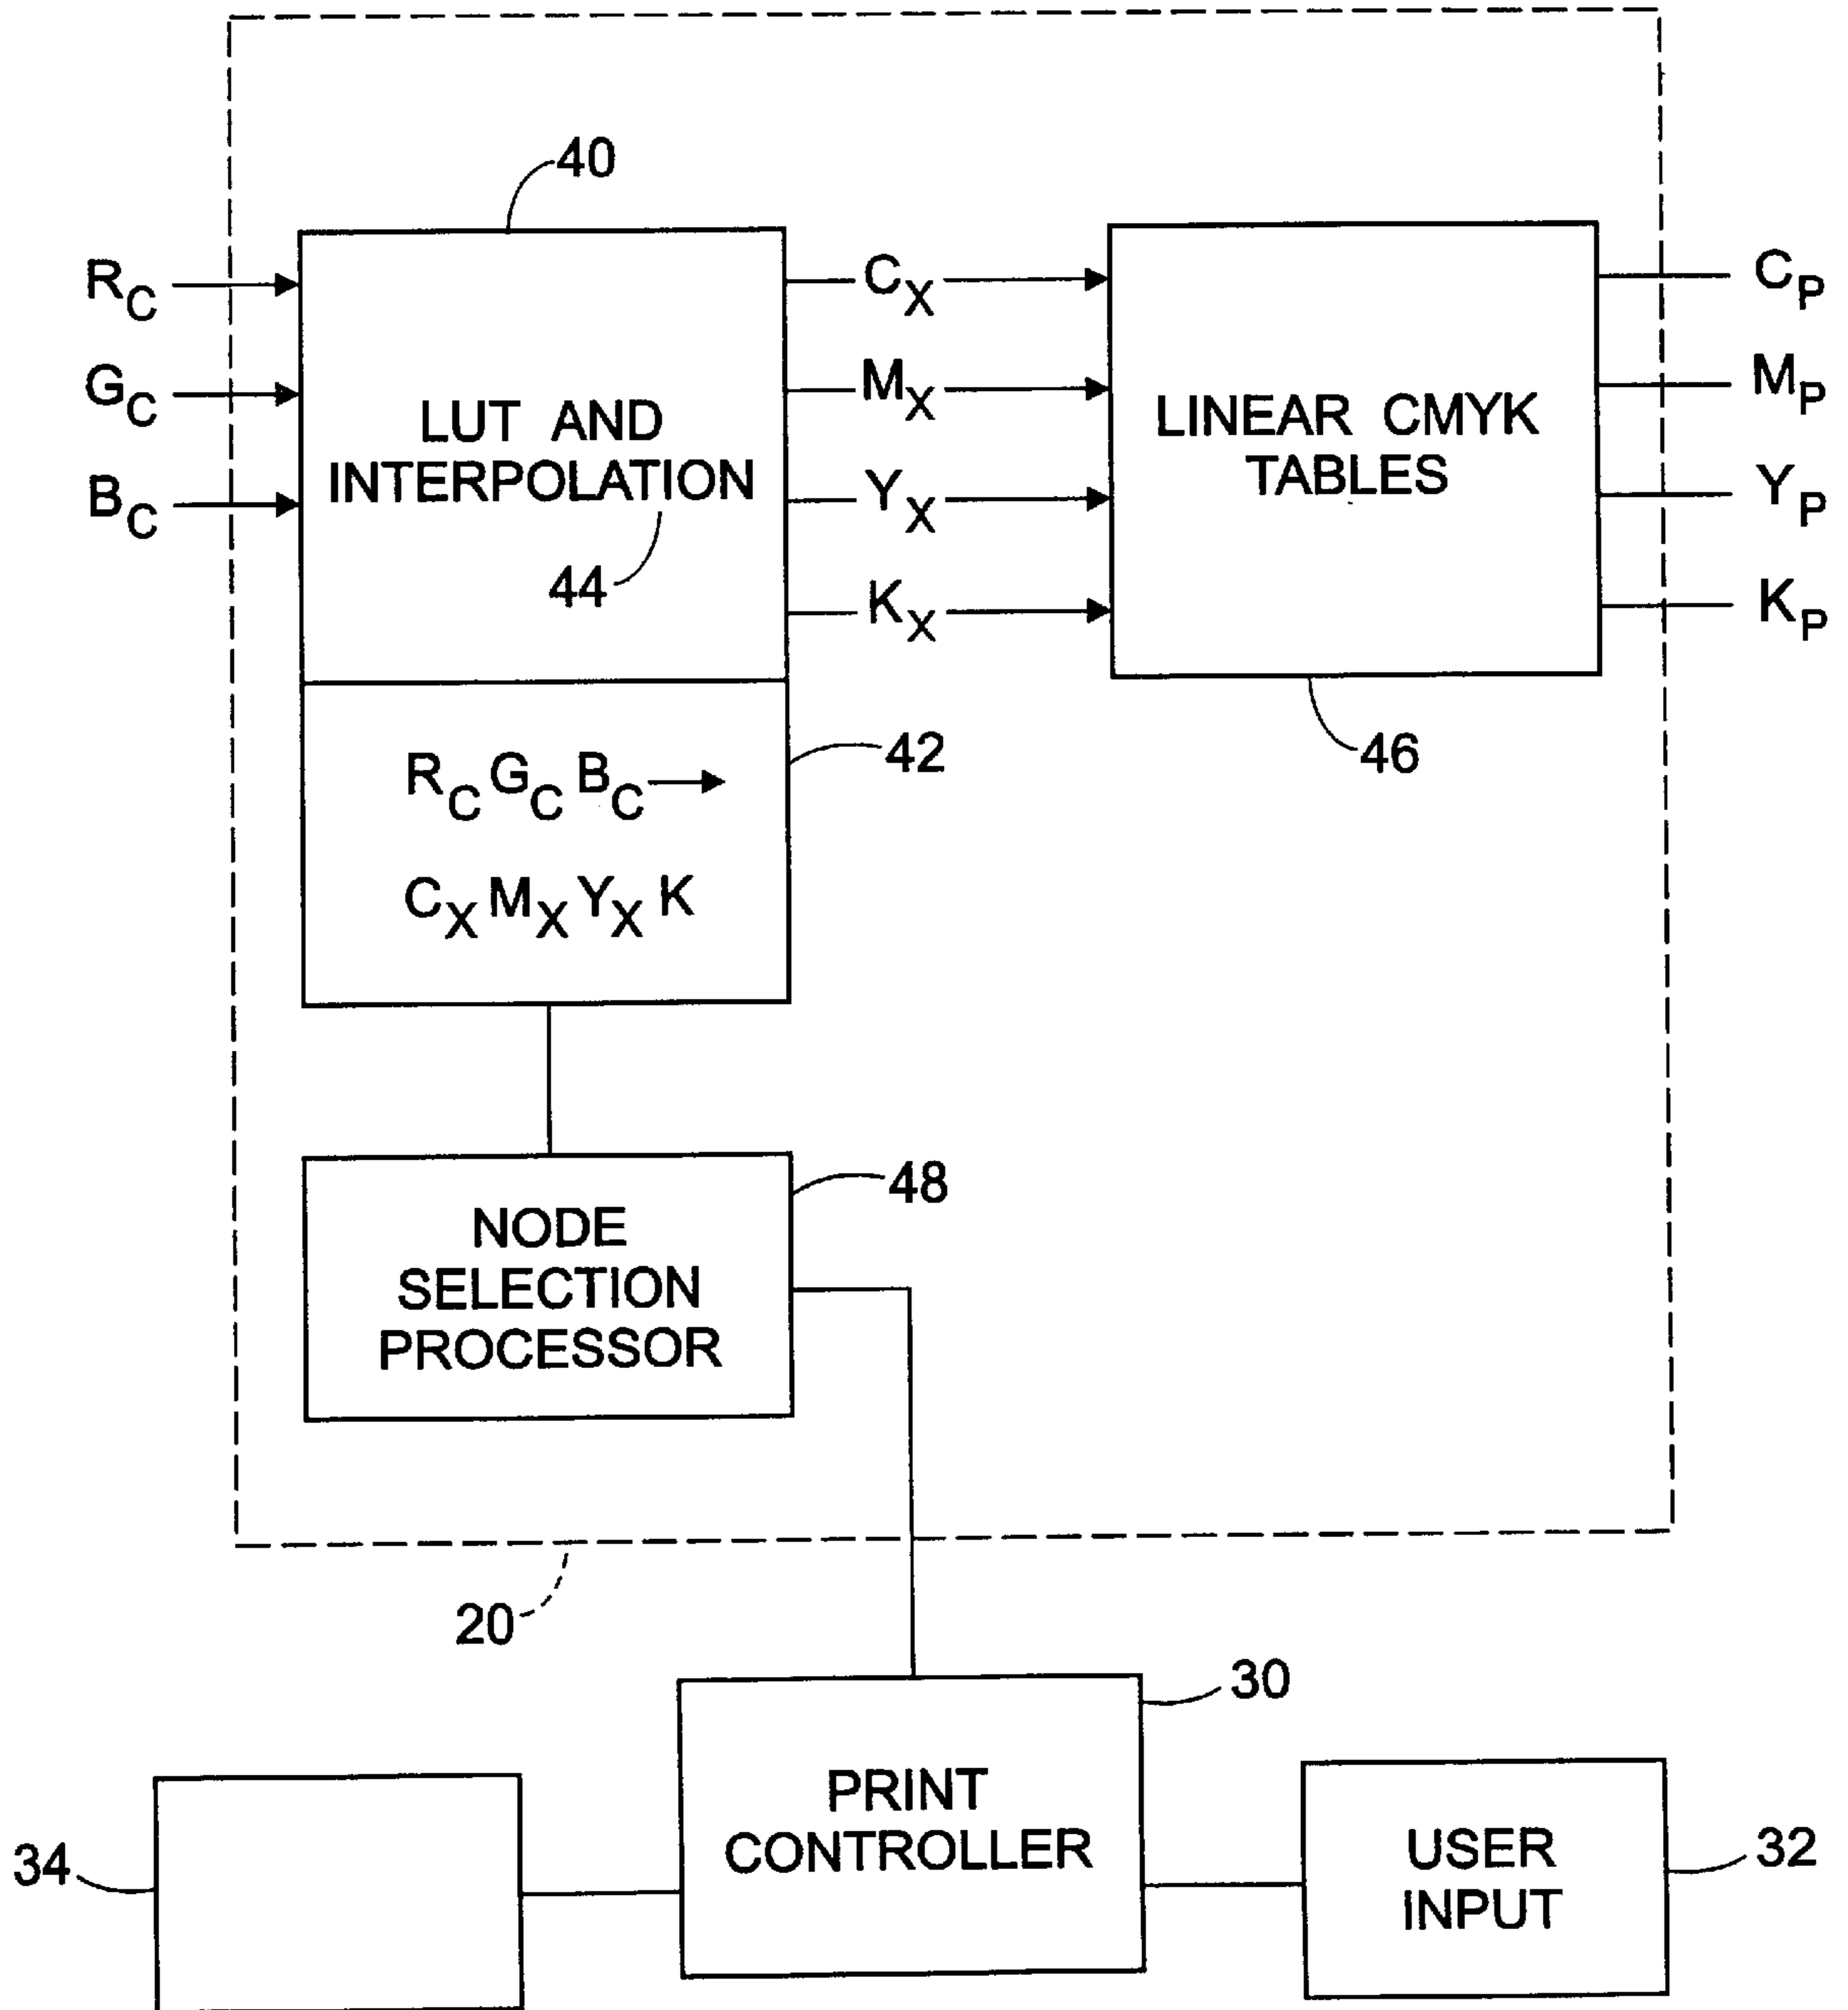 40
R_C
G_C
B_C
LUT AND
INTERPOLATION
44
C_X
M_X
Y_X
K_X
LINEAR CMYK
TABLES
46
C_P
M_P
Y_P
K_P
R_C G_C B_C
C_X M_X Y_X K
42
NODE
SELECTION
PROCESSOR
48
20
PRINT
CONTROLLER
30
34
USER
INPUT
32